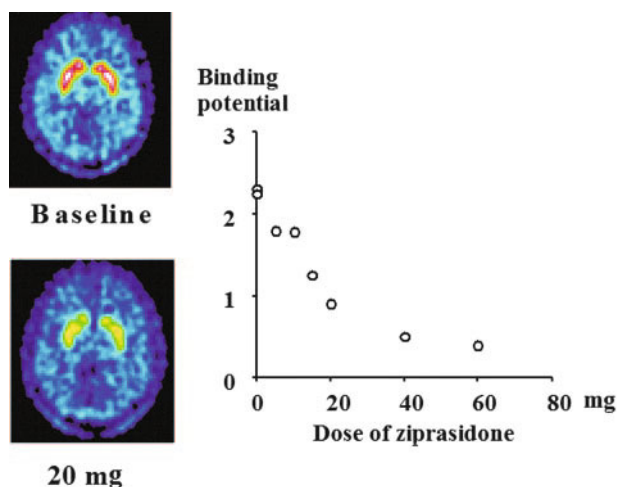 Baseline
20 mg
Binding
potential
3
2
1
0
0 20 40 60 80 mg
Dose of ziprasidone